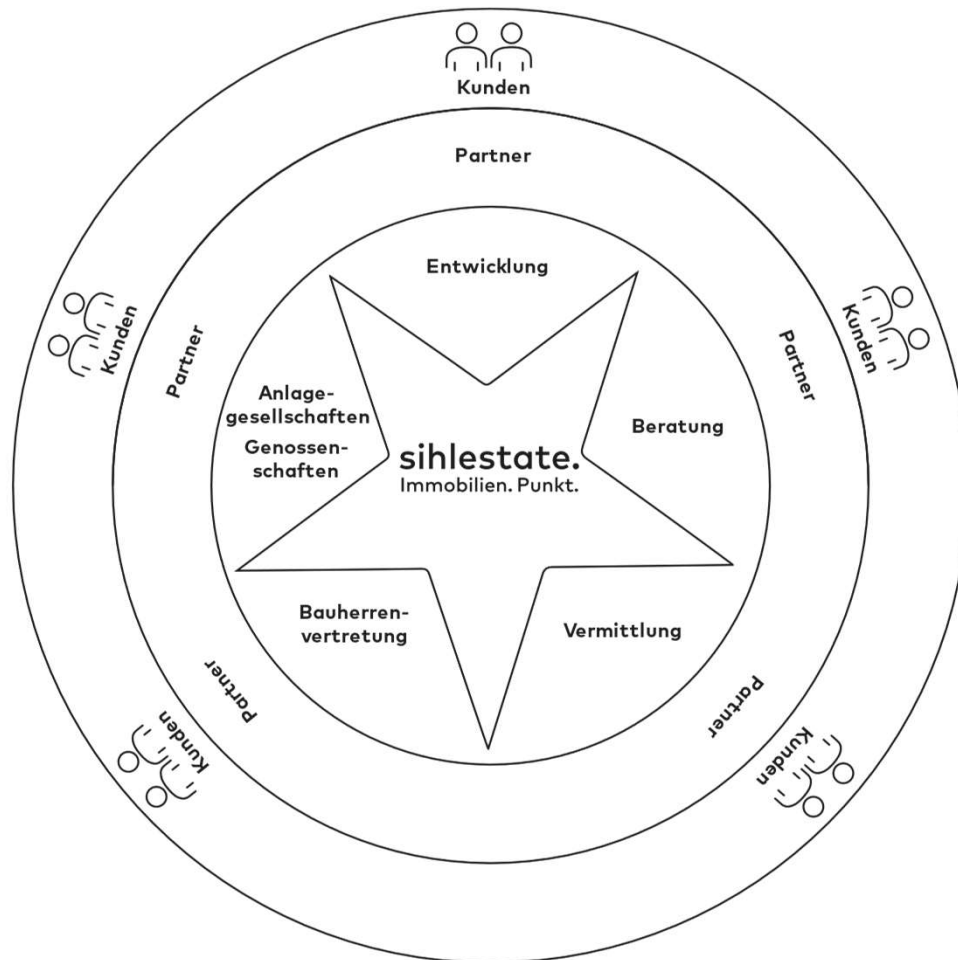 Kunden
Partner
Entwicklung
Kunden
Kunden
Partner
Partner
Anlage-
gesellschaften
Genossen-
schaften
Beratung
sihlestate.
Immobilien. Punkt.
Bauherren-
vertretung
Vermittlung
Partner
Partner
Kunden
Kunden